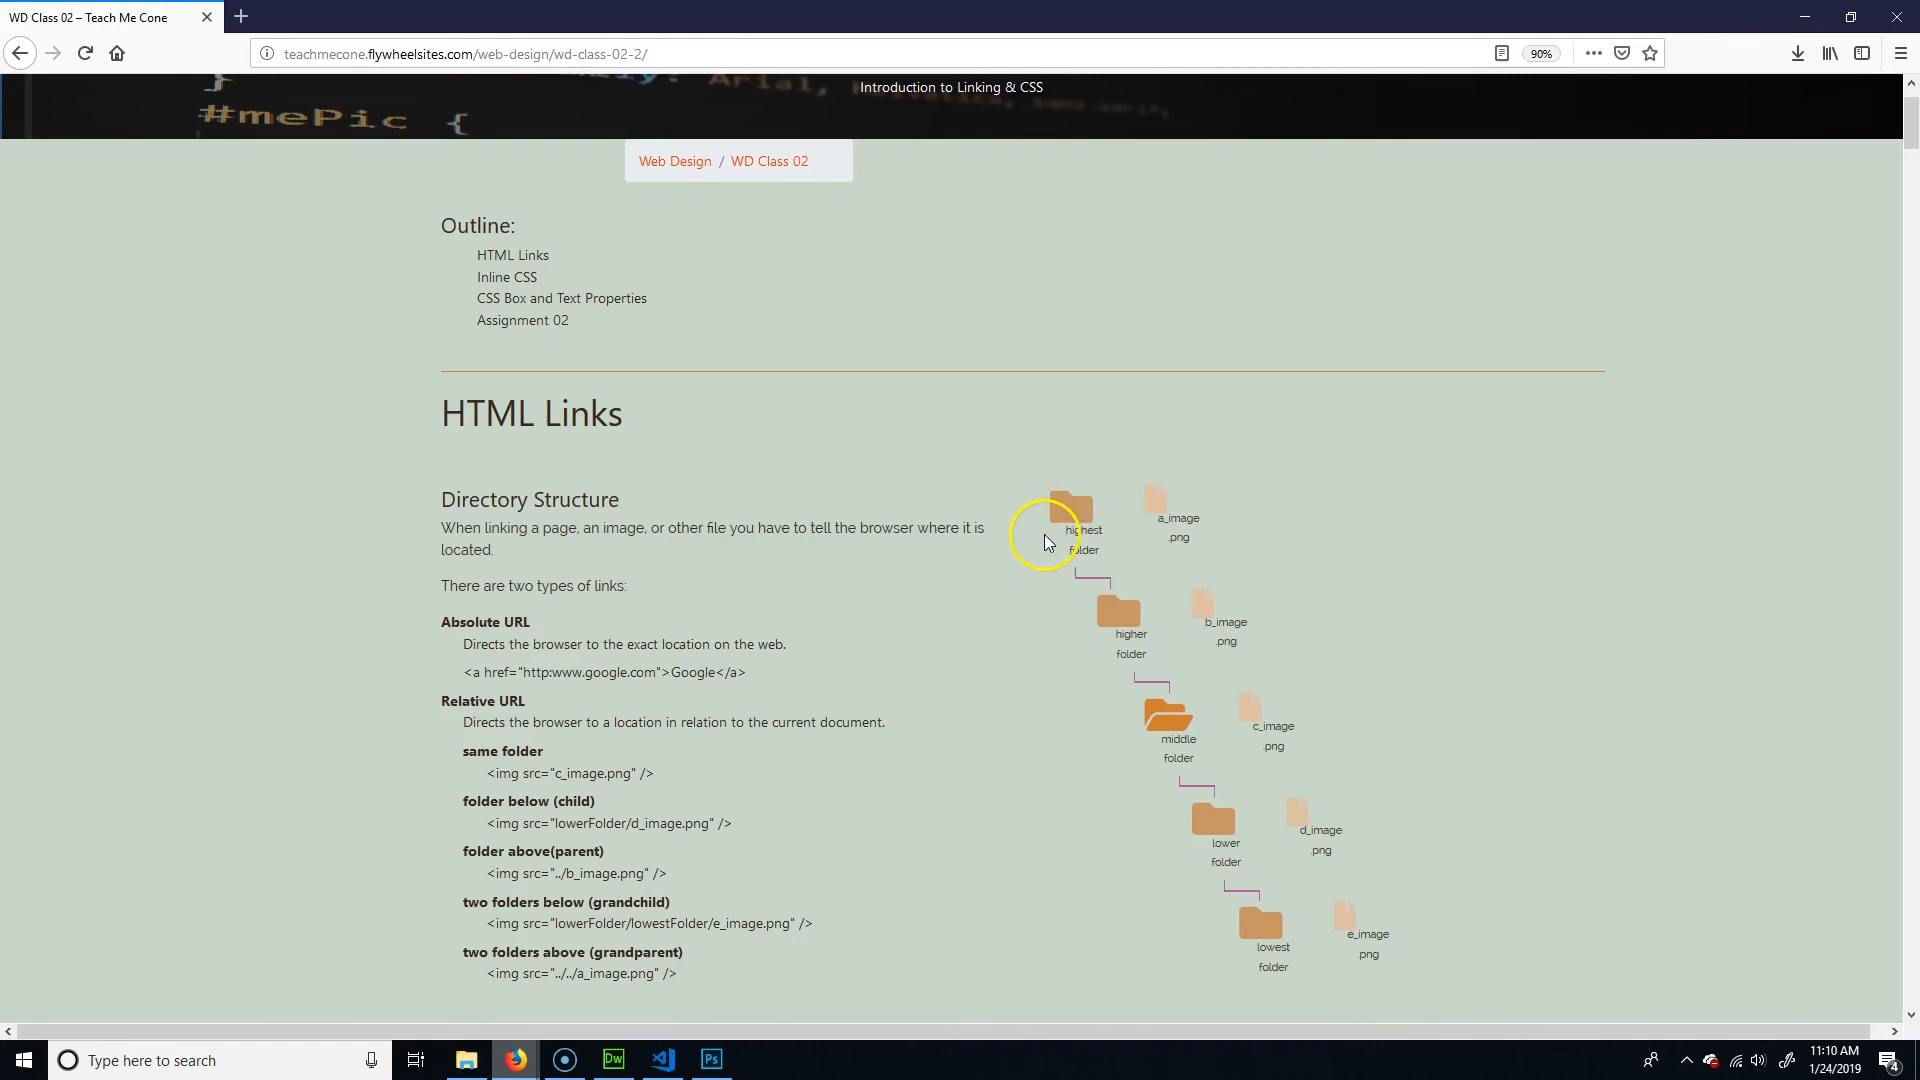 WD Class 02 – Teach Me Cone
teachmecone.flywheelsites.com/web-design/wd-class-02-2/
90%
Arial,
Introduction to Linking & CSS
}
#mePic {
Web Design / WD Class 02
Outline:
HTML Links
Inline CSS
CSS Box and Text Properties
Assignment 02
HTML Links
Directory Structure
When linking a page, an image, or other file you have to tell the browser where it is
located.
There are two types of links:
Absolute URL
Directs the browser to the exact location on the web.
<a href="http:www.google.com">Google</a>
Relative URL
Directs the browser to a location in relation to the current document.
same folder
<img src="c_image.png" />
folder below (child)
<img src="lowerFolder/d_image.png" />
folder above(parent)
<img src="../b_image.png" />
two folders below (grandchild)
<img src="lowerFolder/lowestFolder/e_image.png" />
two folders above (grandparent)
<img src="../../a_image.png" />
highest
folder
a_image
.png
higher
folder
b_image
.png
middle
folder
c_image
.png
lower
folder
d_image
.png
lowest
folder
e_image
.png
Type here to search
Dw
Ps
11:10 AM
1/24/2019
4